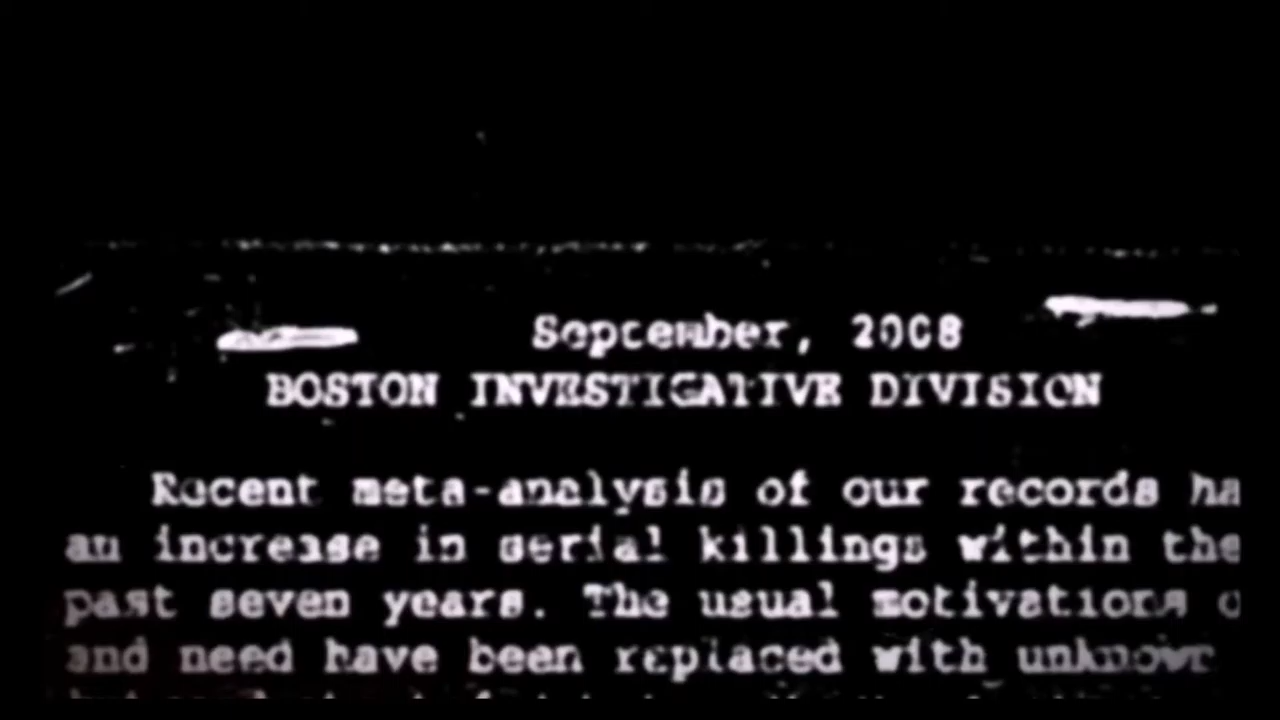 September, 2008
BOSTON INVESTIGATIVE DIVISION
Recent meta-analysis of our records ha
an increase in serial killings within the
past seven years. The usual motivations
and need have been replaced with